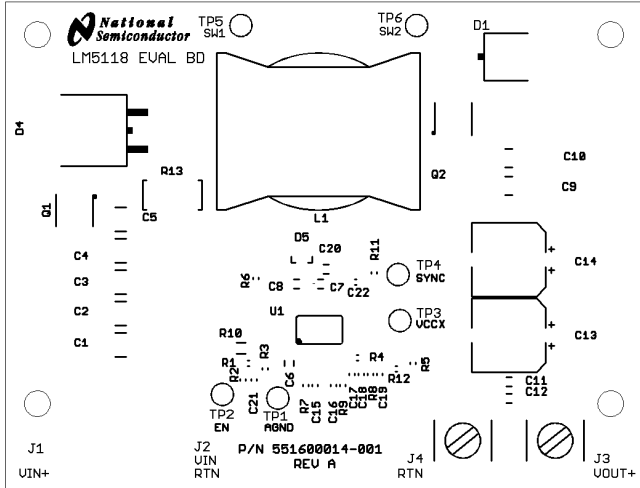 National
Semiconductor
LM5118 EVAL BD
TP5
SW1
TP6
SW2
D1
D4
R13
Q1
C5
Q2
C10
C9
L1
C4
C3
C2
C1
D5
C20
R11
R6
C8
C7
C22
TP4
SYNC
C14
U1
TP3
VCCX
C13
R10
R1
R2
R3
C6
R4
R12
R5
C21
R7
C15
C16
R9
C17
C18
R8
C19
C11
C12
TP2
EN
TP1
AGND
J1
VIN+
J2
VIN
RTN
P/N 551600014-001
REV A
J4
RTN
J3
VOUT+
+
+
+
+